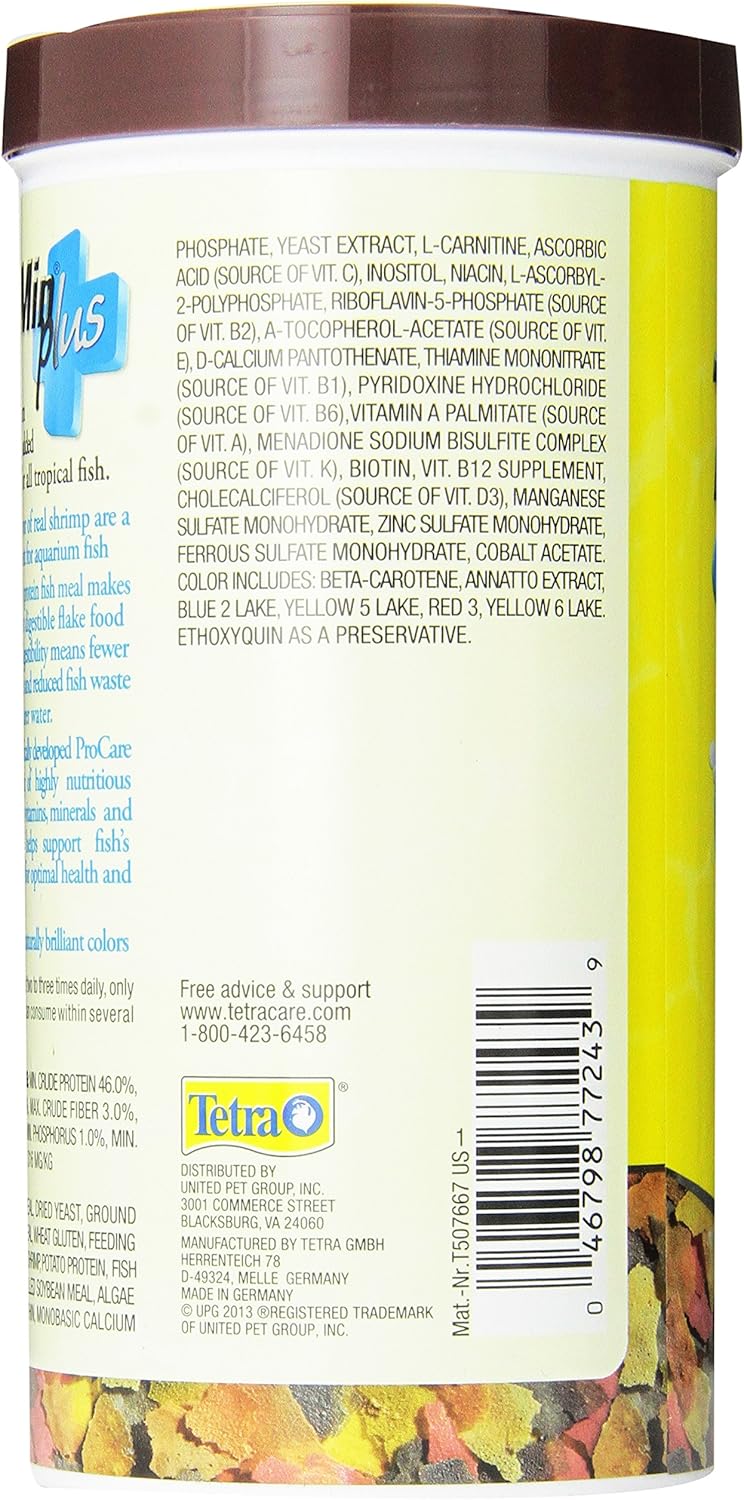 Min®
plus
all tropical fish.
of real shrimp are a
for aquarium fish
fish meal makes
digestible flake food
means fewer
and reduced fish waste
water.
developed ProCare
of highly nutritious
vitamins, minerals and
helps support fish's
optimal health and
brilliant colors
two to three times daily, only
consume within several
MIN. CRUDE PROTEIN 46.0%,
MAX. CRUDE FIBER 3.0%,
PHOSPHORUS 1.0%, MIN.
MG/KG
DRIED YEAST, GROUND
WHEAT GLUTEN, FEEDING
SHRIMP, POTATO PROTEIN, FISH
SOYBEAN MEAL, ALGAE
MONOBASIC CALCIUM
PHOSPHATE, YEAST EXTRACT, L-CARNITINE, ASCORBIC
ACID (SOURCE OF VIT. C), INOSITOL, NIACIN, L-ASCORBYL-
2-POLYPHOSPHATE, RIBOFLAVIN-5-PHOSPHATE (SOURCE
OF VIT. B2), A-TOCOPHEROL-ACETATE (SOURCE OF VIT.
E), D-CALCIUM PANTOTHENATE, THIAMINE MONONITRATE
(SOURCE OF VIT. B1), PYRIDOXINE HYDROCHLORIDE
(SOURCE OF VIT. B6),VITAMIN A PALMITATE (SOURCE
OF VIT. A), MENADIONE SODIUM BISULFITE COMPLEX
(SOURCE OF VIT. K), BIOTIN, VIT. B12 SUPPLEMENT,
CHOLECALCIFEROL (SOURCE OF VIT. D3), MANGANESE
SULFATE MONOHYDRATE, ZINC SULFATE MONOHYDRATE,
FERROUS SULFATE MONOHYDRATE, COBALT ACETATE.
COLOR INCLUDES: BETA-CAROTENE, ANNATTO EXTRACT,
BLUE 2 LAKE, YELLOW 5 LAKE, RED 3, YELLOW 6 LAKE.
ETHOXYQUIN AS A PRESERVATIVE.
Free advice & support
www.tetracare.com
1-800-423-6458
Tetra®
DISTRIBUTED BY
UNITED PET GROUP, INC.
3001 COMMERCE STREET
BLACKSBURG, VA 24060
MANUFACTURED BY TETRA GMBH
HERRENTEICH 78
D-49324, MELLE GERMANY
MADE IN GERMANY
© UPG 2013 ®REGISTERED TRADEMARK
OF UNITED PET GROUP, INC.
Mat.-Nr.T507667 US
0 46798 77243 9